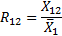 R₁₂ = X₁₂ / X̄₁